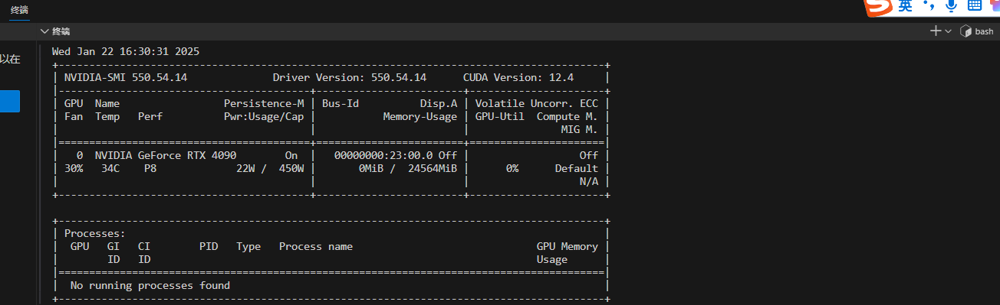 终端
英
终端
bash
以在
Wed Jan 22 16:30:31 2025
+-----------------------------------------------------------------------------------------+
| NVIDIA-SMI 550.54.14              Driver Version: 550.54.14      CUDA Version: 12.4     |
|-----------------------------------------+------------------------+----------------------+
| GPU  Name                 Persistence-M | Bus-Id          Disp.A | Volatile Uncorr. ECC |
| Fan  Temp   Perf          Pwr:Usage/Cap |           Memory-Usage | GPU-Util  Compute M. |
|                                         |                        |               MIG M. |
|=========================================+========================+======================|
|   0  NVIDIA GeForce RTX 4090        On  |   00000000:23:00.0 Off |                  Off |
| 30%   34C    P8             22W /  450W |       0MiB /  24564MiB |      0%      Default |
|                                         |                        |                  N/A |
+-----------------------------------------+------------------------+----------------------+
+-----------------------------------------------------------------------------------------+
| Processes:                                                                              |
|  GPU   GI   CI        PID   Type   Process name                              GPU Memory |
|        ID   ID                                                               Usage      |
|=========================================================================================|
|  No running processes found                                                             |
+-----------------------------------------------------------------------------------------+